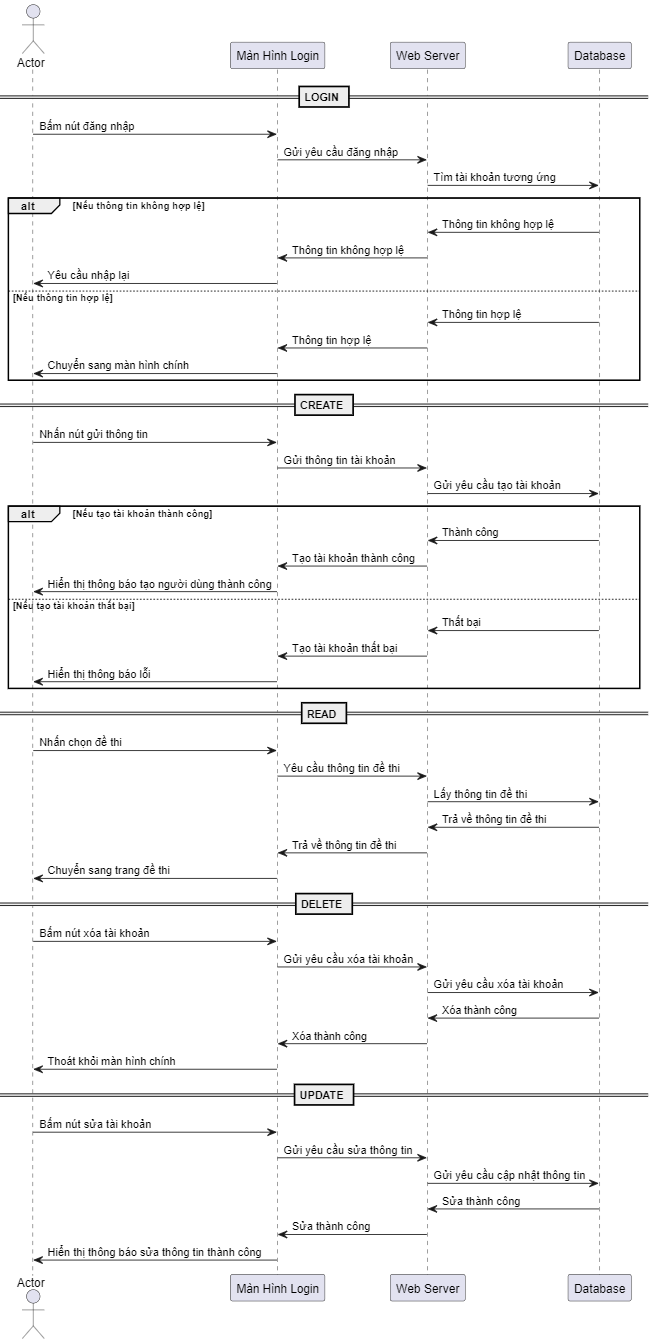 Actor
Màn Hình Login
Web Server
Database
LOGIN
Bấm nút đăng nhập
Gửi yêu cầu đăng nhập
Tìm tài khoản tương ứng
alt
[Nếu thông tin không hợp lệ]
Thông tin không hợp lệ
Thông tin không hợp lệ
Yêu cầu nhập lại
[Nếu thông tin hợp lệ]
Thông tin hợp lệ
Thông tin hợp lệ
Chuyển sang màn hình chính
CREATE
Nhấn nút gửi thông tin
Gửi thông tin tài khoản
Gửi yêu cầu tạo tài khoản
alt
[Nếu tạo tài khoản thành công]
Thành công
Tạo tài khoản thành công
Hiển thị thông báo tạo người dùng thành công
[Nếu tạo tài khoản thất bại]
Thất bại
Tạo tài khoản thất bại
Hiển thị thông báo lỗi
READ
Nhấn chọn đề thi
Yêu cầu thông tin đề thi
Lấy thông tin đề thi
Trả về thông tin đề thi
Trả về thông tin đề thi
Chuyển sang trang đề thi
DELETE
Bấm nút xóa tài khoản
Gửi yêu cầu xóa tài khoản
Gửi yêu cầu xóa tài khoản
Xóa thành công
Xóa thành công
Thoát khỏi màn hình chính
UPDATE
Bấm nút sửa tài khoản
Gửi yêu cầu sửa thông tin
Gửi yêu cầu cập nhật thông tin
Sửa thành công
Sửa thành công
Hiển thị thông báo sửa thông tin thành công
Actor
Màn Hình Login
Web Server
Database